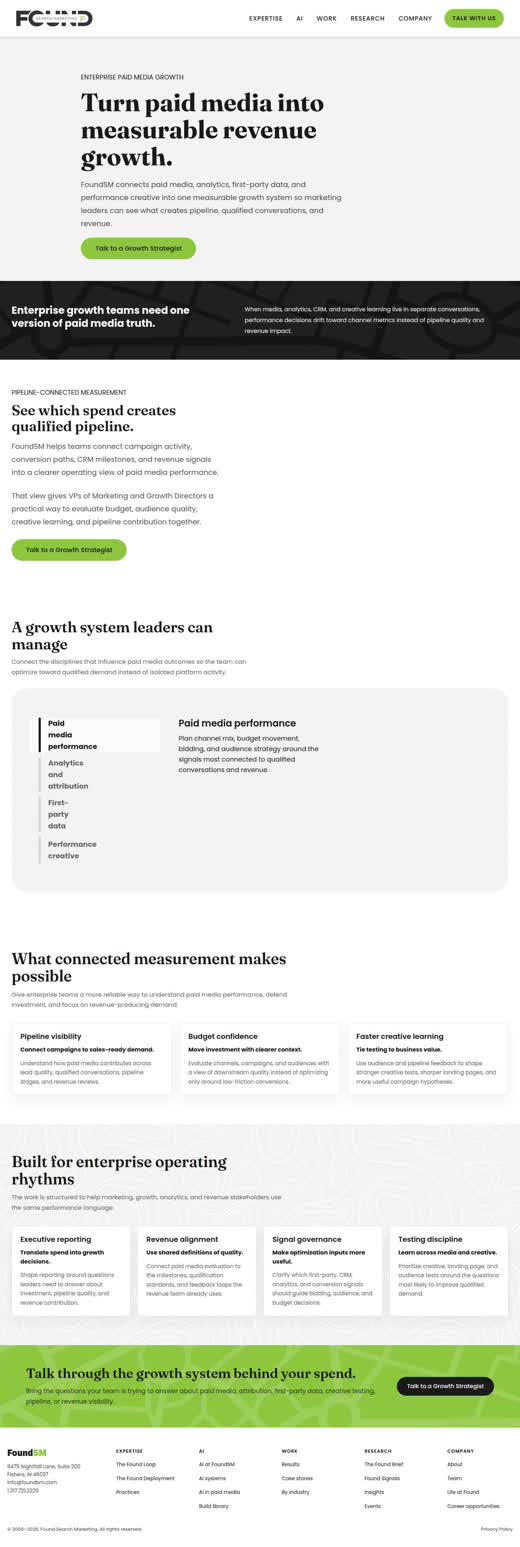 FOUND
SEARCH MARKETING
EXPERTISE AI WORK RESEARCH COMPANY TALK WITH US
ENTERPRISE PAID MEDIA GROWTH
Turn paid media into
measurable revenue
growth.
FoundSM connects paid media, analytics, first-party data, and
performance creative into one measurable growth system so marketing
leaders can see what creates pipeline, qualified conversations, and
revenue.
Talk to a Growth Strategist
Enterprise growth teams need one
version of paid media truth.
When media, analytics, CRM, and creative learning live in separate conversations,
performance decisions drift toward channel metrics instead of pipeline quality and
revenue impact.
PIPELINE-CONNECTED MEASUREMENT
See which spend creates
qualified pipeline.
FoundSM helps teams connect campaign activity,
conversion paths, CRM milestones, and revenue signals
into a clearer operating view of paid media performance.
That view gives VPs of Marketing and Growth Directors a
practical way to evaluate budget, audience quality,
creative learning, and pipeline contribution together.
Talk to a Growth Strategist
A growth system leaders can
manage
Connect the disciplines that influence paid media outcomes so the team can
optimize toward qualified demand instead of isolated platform activity.
Paid
media
performance
Analytics
and
attribution
First-
party
data
Performance
creative
Paid media performance
Plan channel mix, budget movement,
bidding, and audience strategy around the
signals most connected to qualified
conversations and revenue.
What connected measurement makes
possible
Give enterprise teams a more reliable way to understand paid media performance, defend
investment, and focus on revenue-producing demand.
Pipeline visibility
Connect campaigns to sales-ready demand.
Understand how paid media contributes across
lead quality, qualified conversations, pipeline
stages, and revenue reviews.
Budget confidence
Move investment with clearer context.
Evaluate channels, campaigns, and audiences with
a view of downstream quality instead of optimizing
only around low-friction conversions.
Faster creative learning
Tie testing to business value.
Use audience and pipeline feedback to shape
stronger creative tests, sharper landing pages, and
more useful campaign hypotheses.
Built for enterprise operating
rhythms
The work is structured to help marketing, growth, analytics, and revenue stakeholders use
the same performance language.
Executive reporting
Translate spend into growth
decisions.
Shape reporting around questions
leaders need to answer about
investment, pipeline quality, and
revenue contribution.
Revenue alignment
Use shared definitions of quality.
Connect paid media evaluation to
the milestones, qualification
standards, and feedback loops the
revenue team already uses.
Signal governance
Make optimization inputs more
useful.
Clarify which first-party, CRM,
analytics, and conversion signals
should guide bidding, audience, and
budget decisions
Testing discipline
Learn across media and creative.
Prioritize creative, landing page, and
audience tests around the questions
most likely to improve qualified
demand.
Talk through the growth system behind your spend.
Bring the questions your team is trying to answer about paid media, attribution, first-party data, creative testing,
pipeline, or revenue visibility.
Talk to a Growth Strategist
FoundSM
8475 Nightfall Lane, Suite 200
Fishers, IN 46037
info@foundsm.com
1.317.721.2229
EXPERTISE
The Found Loop
The Found Deployment
Practices
AI
AI at FoundSM
AI systems
AI in paid media
Build library
WORK
Results
Case stories
By industry
RESEARCH
The Found Brief
Found Signals
Insights
Events
COMPANY
About
Team
Life at Found
Career opportunities
© 2000–2026, Found Search Marketing. All rights reserved.
Privacy Policy